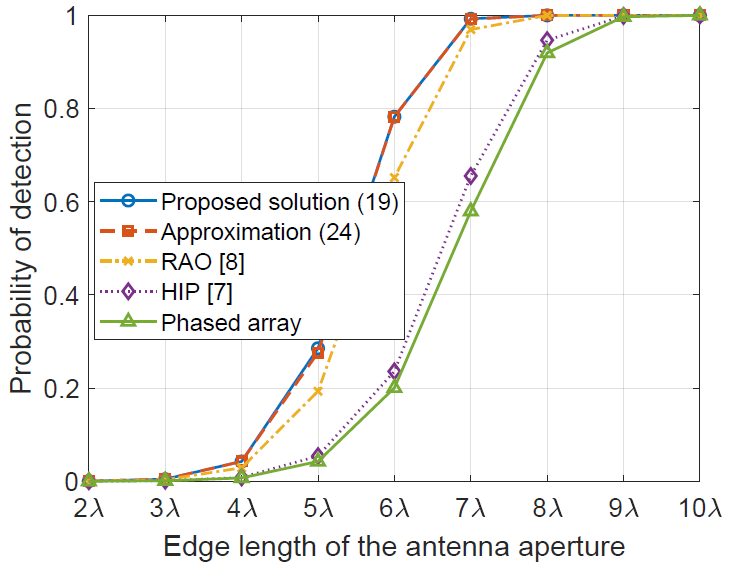 1
0.8
0.6
0.4
0.2
0
Probability of detection
Proposed solution (19)
Approximation (24)
RAO [8]
HIP [7]
Phased array
2λ 3λ 4λ 5λ 6λ 7λ 8λ 9λ 10λ
Edge length of the antenna aperture